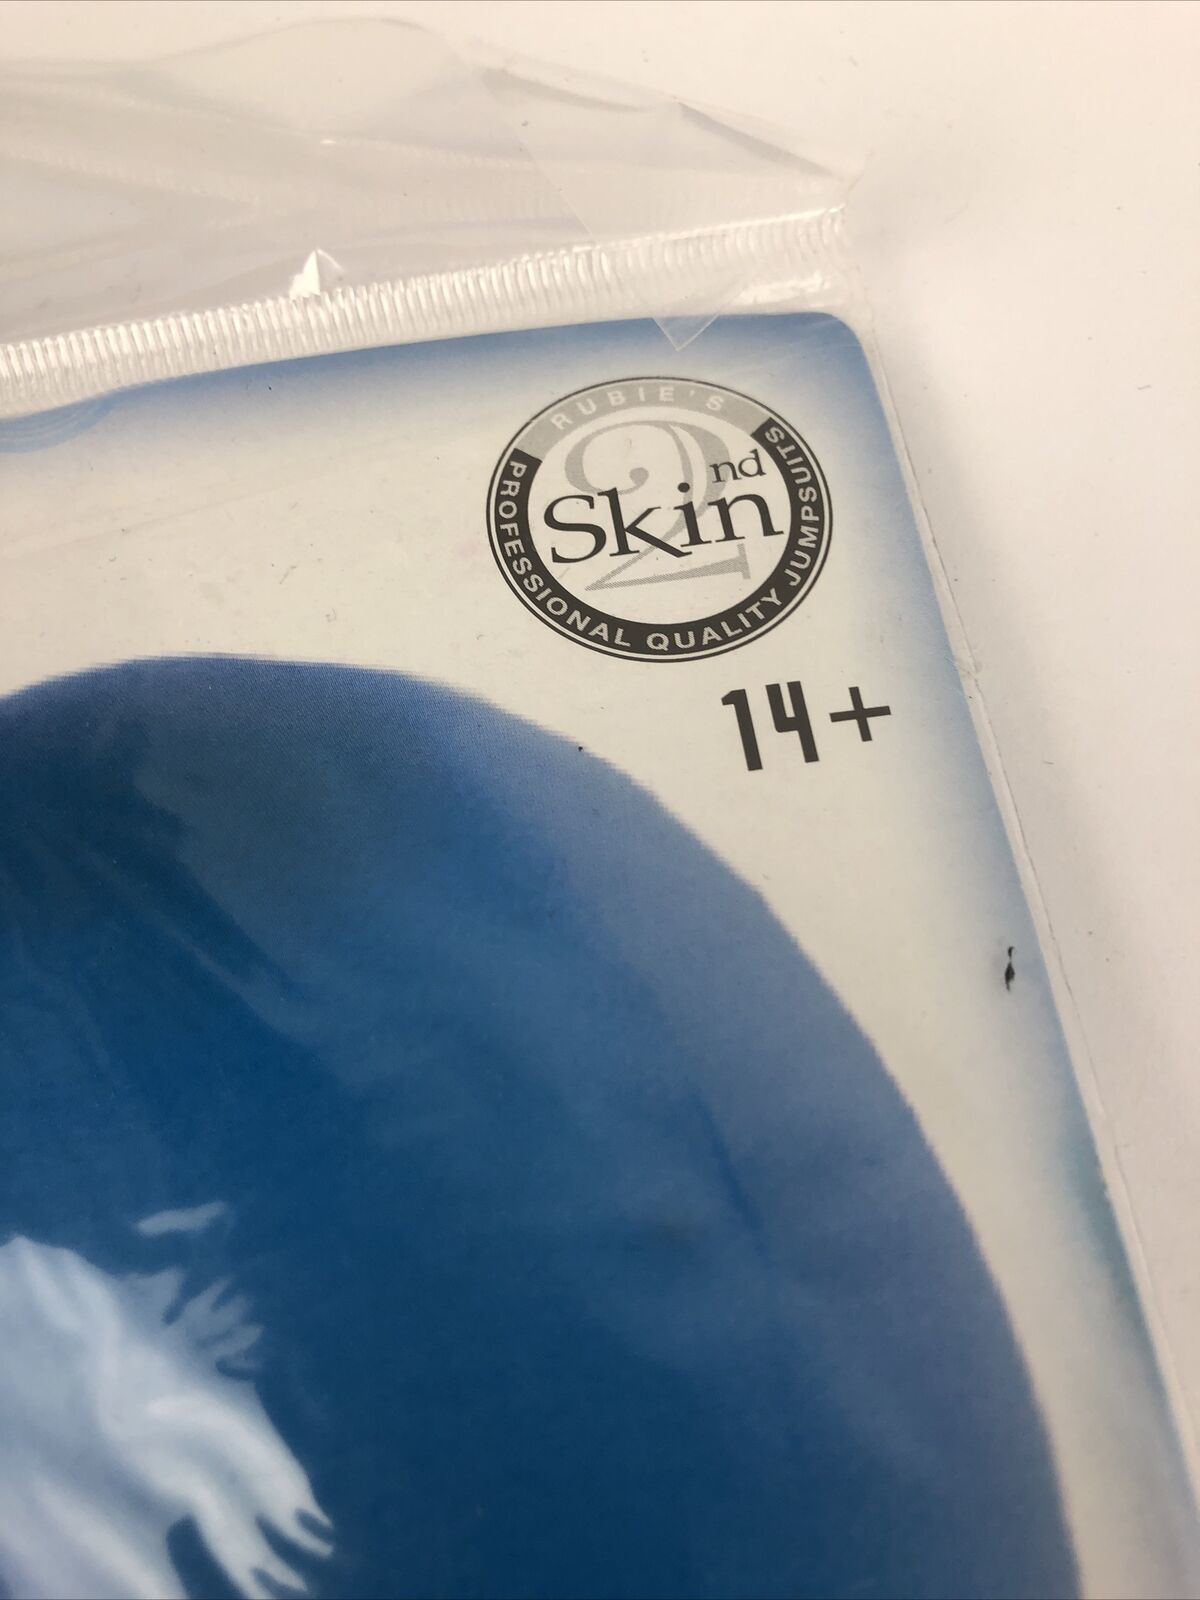 RUBIE'S
2nd
Skin
PROFESSIONAL QUALITY JUMPSUITS
14+